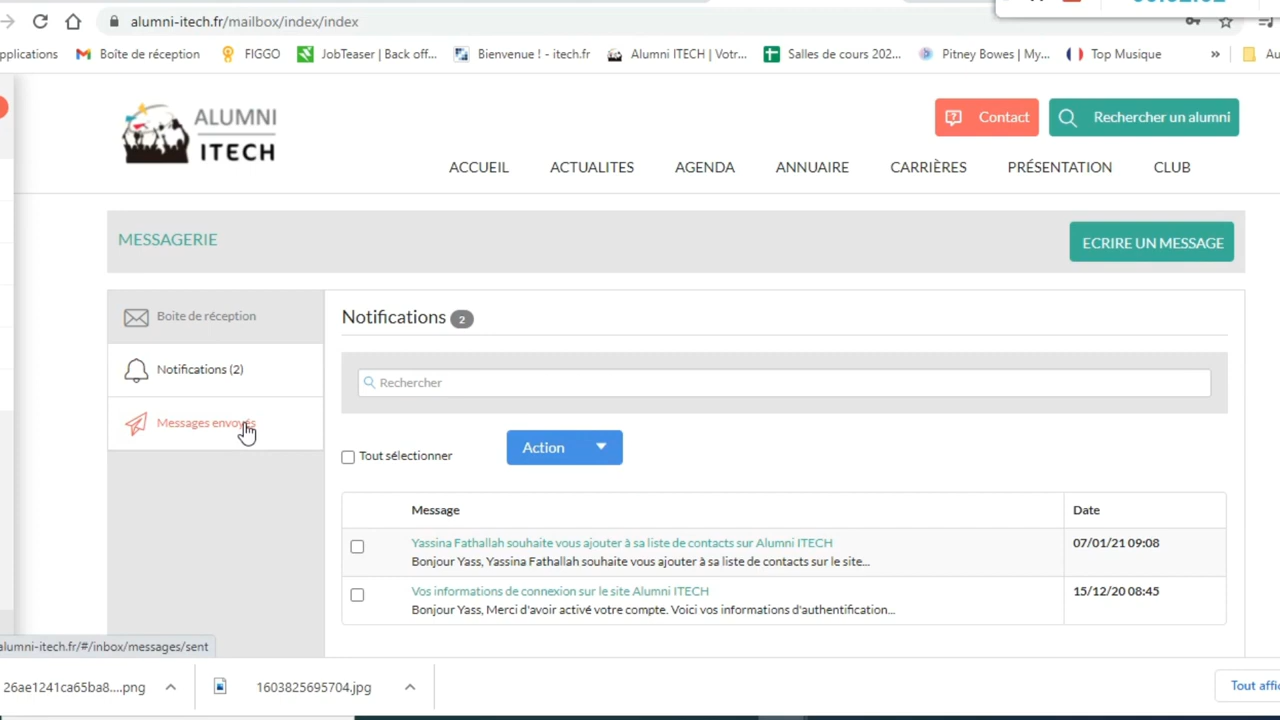 alumni-itech.fr/mailbox/index/index
Boîte de réception FIGGO JobTeaser | Back off... Bienvenue ! - itech.fr Alumni ITECH | Votr... Salles de cours 202... Pitney Bowes | My... Top Musique »
ALUMNI
ITECH
Contact
Rechercher un alumni
ACCUEIL ACTUALITES AGENDA ANNUAIRE CARRIÈRES PRÉSENTATION CLUB
MESSAGERIE
ECRIRE UN MESSAGE
Boite de réception
Notifications (2)
Messages envoyés
Notifications 2
Rechercher
Tout sélectionner
Action
Message Date
Yassina Fathallah souhaite vous ajouter à sa liste de contacts sur Alumni ITECH 07/01/21 09:08
Bonjour Yass, Yassina Fathallah souhaite vous ajouter à sa liste de contacts sur le site...
Vos informations de connexion sur le site Alumni ITECH 15/12/20 08:45
Bonjour Yass, Merci d'avoir activé votre compte. Voici vos informations d'authentification...
alumni-itech.fr/#/inbox/messages/sent
26ae1241ca65ba8....png
1603825695704.jpg
Tout